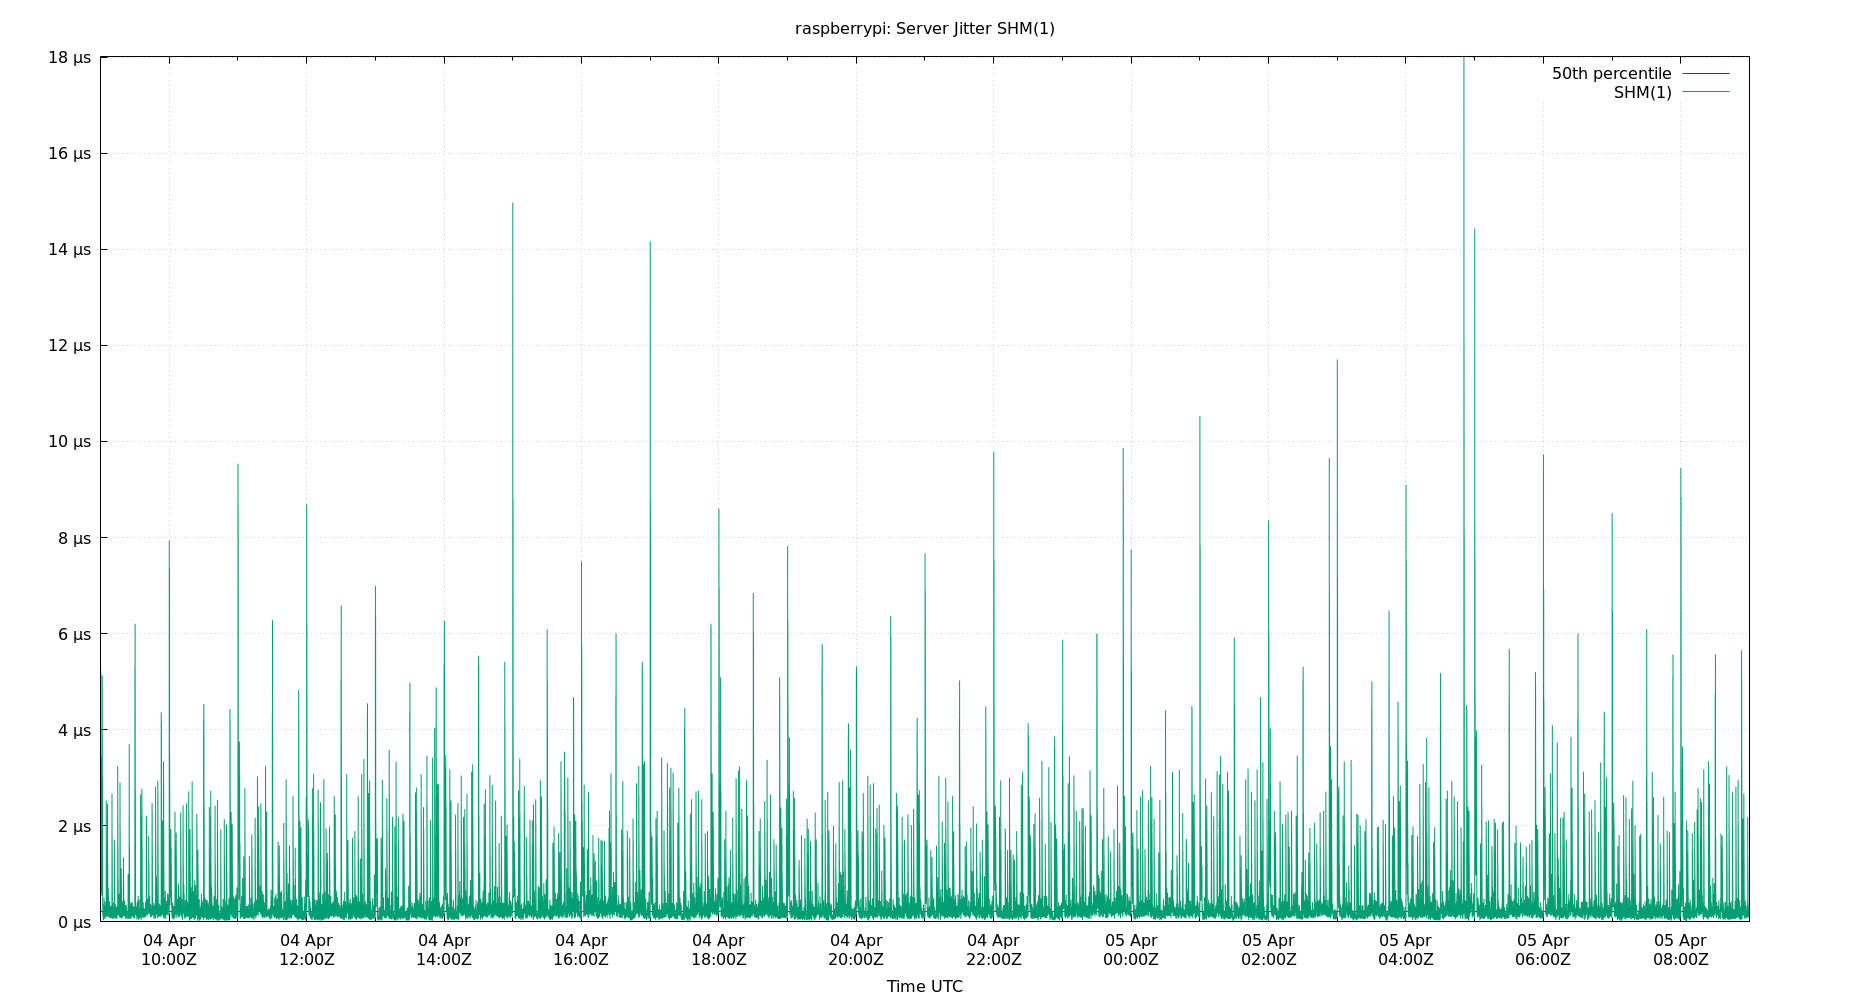 raspberrypi: Server Jitter SHM(1)
18 µs
16 µs
14 µs
12 µs
10 µs
8 µs
6 µs
4 µs
2 µs
0 µs
50th percentile
SHM(1)
04 Apr 04 Apr 04 Apr 04 Apr 04 Apr 04 Apr 04 Apr 05 Apr 05 Apr 05 Apr 05 Apr 05 Apr
10:00Z 12:00Z 14:00Z 16:00Z 18:00Z 20:00Z 22:00Z 00:00Z 02:00Z 04:00Z 06:00Z 08:00Z
Time UTC